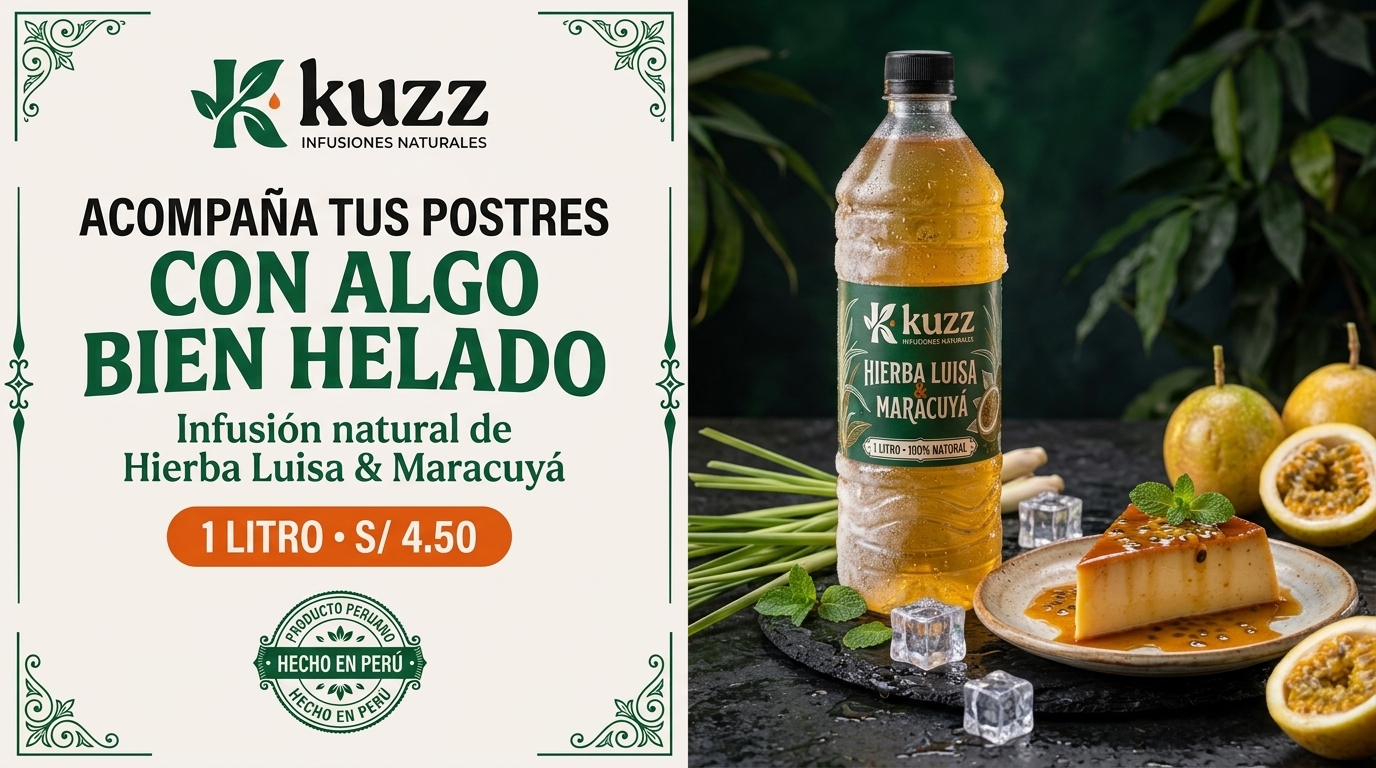 kuzz
INFUSIONES NATURALES
ACOMPAÑA TUS POSTRES
CON ALGO
BIEN HELADO
Infusión natural de
Hierba Luisa & Maracuyá
1 LITRO • S/ 4.50
PRODUCTO PERUANO
• HECHO EN PERÚ •
HECHO EN PERÚ
kuzz
INFUDIONES NATURALES
HIERBA LUISA
&
MARACUYÁ
1 LITRO • 100% NATURAL